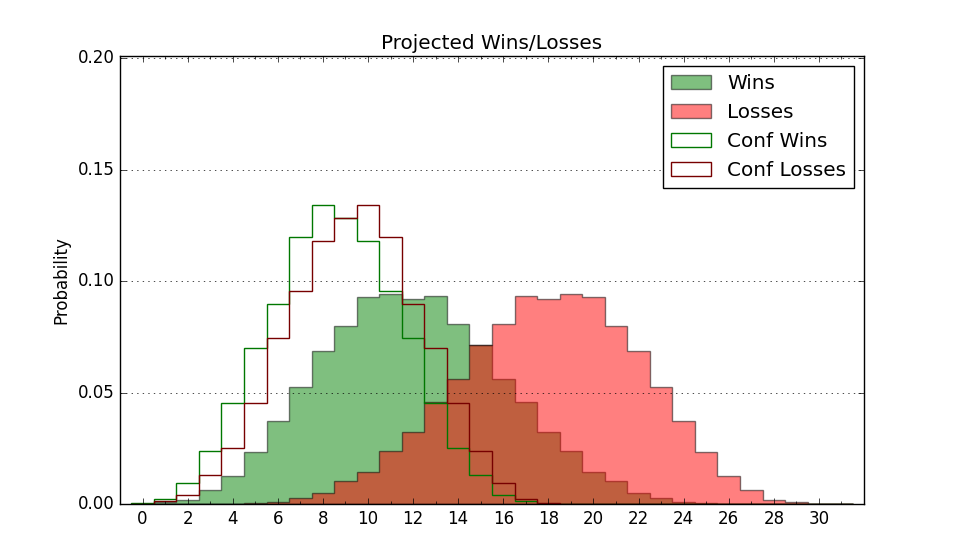 Projected Wins/Losses
0.20
0.15
0.10
0.05
0.00
Probability
Wins
Losses
Conf Wins
Conf Losses
0 2 4 6 8 10 12 14 16 18 20 22 24 26 28 30